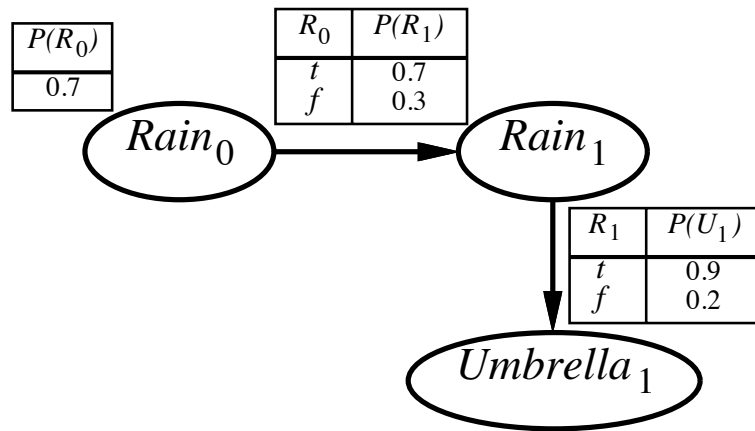 P(R0)
0.7
R0 P(R1)
t 0.7
f 0.3
Rain0
Rain1
R1 P(U1)
t 0.9
f 0.2
Umbrella1